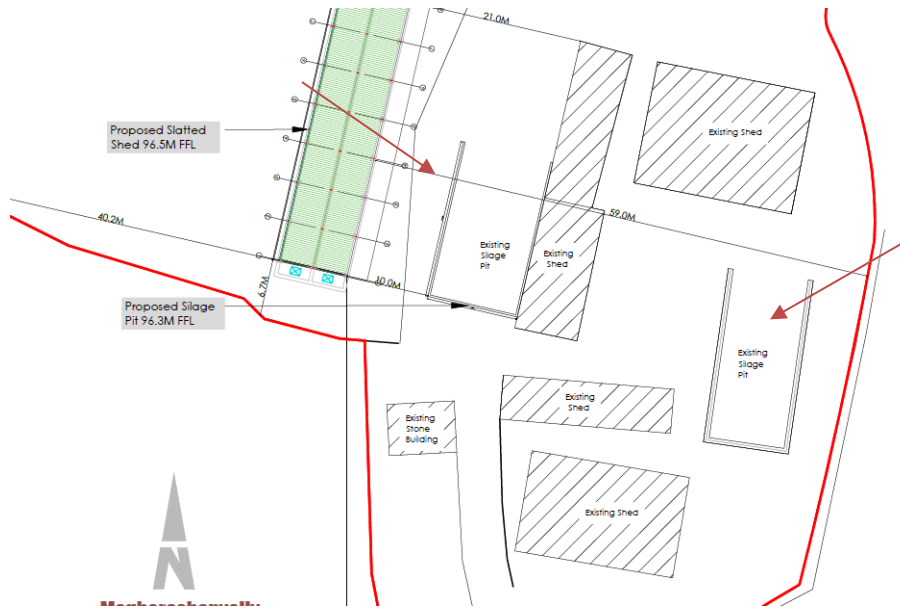 21.0M
Existing Shed
Proposed Slatted
Shed 96.5M FFL
40.2M
59.0M
Existing
Silage
Pit
Existing
Shed
6.7M
10.0M
Proposed Silage
Pit 96.3M FFL
Existing
Silage
Pit
Existing
Shed
Existing
Stone
Building
Existing Shed
N